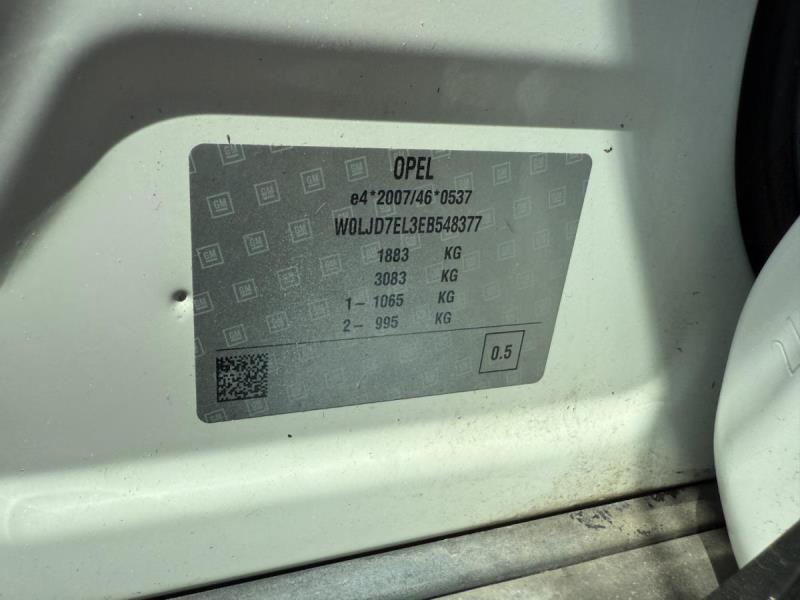 OPEL
e4*2007/46*0537
W0LJD7EL3EB548377
1883 KG
3083 KG
1– 1065 KG
2– 995 KG
0.5